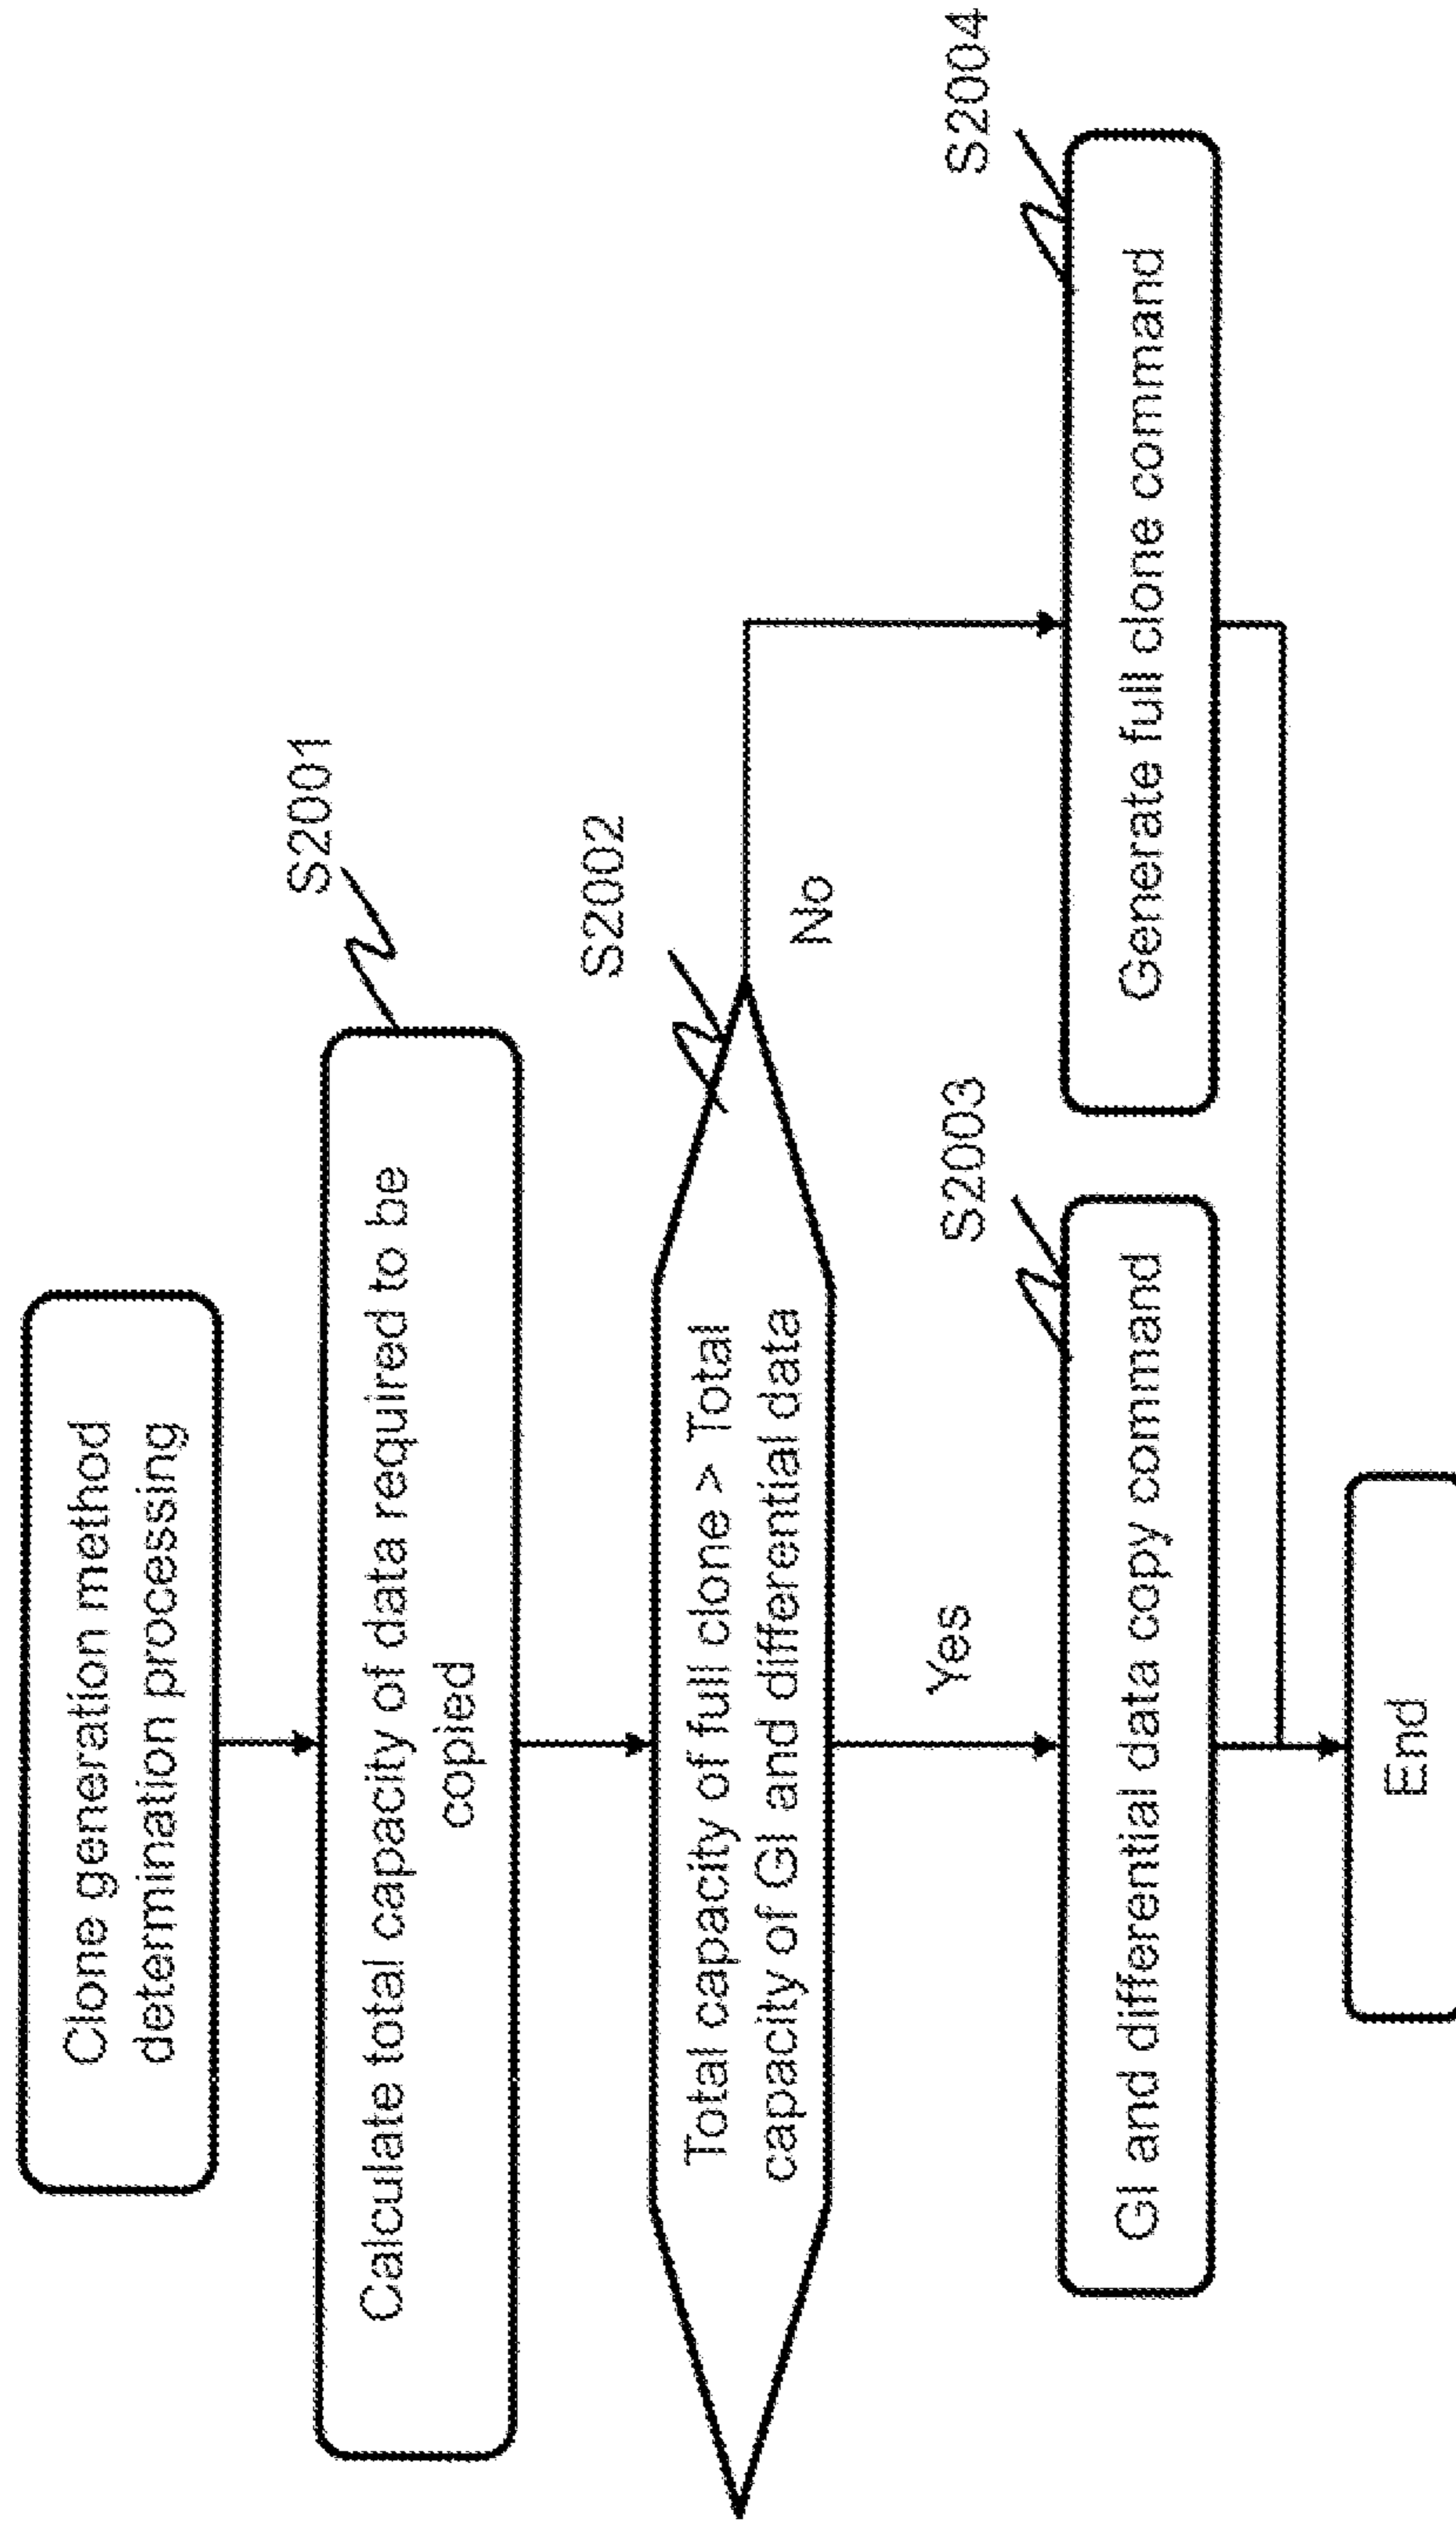 Clone generation method
determination processing
S2001
Calculate total capacity of data required to be
copied
S2002
Total capacity of full clone > Total
capacity of GI and differential data
No
Yes
S2003
GI and differential data copy command
S2004
Generate full clone command
End